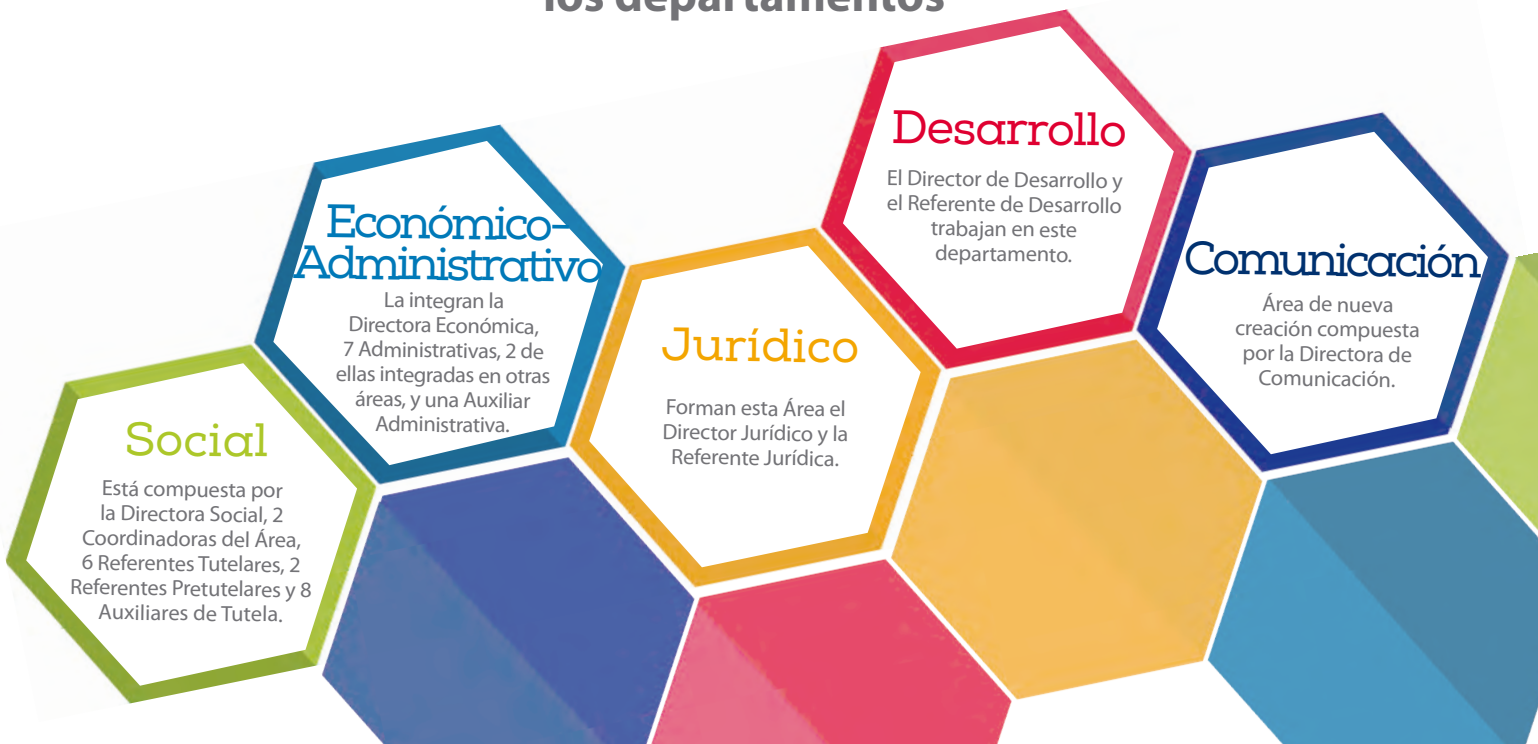 los departamentos
Social
Está compuesta por
la Directora Social, 2
Coordinadoras del Área,
6 Referentes Tutelares, 2
Referentes Pretutelares y 8
Auxiliares de Tutela.
Económico-
Administrativo
La integran la
Directora Económica,
7 Administrativas, 2 de
ellas integradas en otras
áreas, y una Auxiliar
Administrativa.
Jurídico
Forman esta Área el
Director Jurídico y la
Referente Jurídica.
Desarrollo
El Director de Desarrollo y
el Referente de Desarrollo
trabajan en este
departamento.
Comunicación
Área de nueva
creación compuesta
por la Directora de
Comunicación.